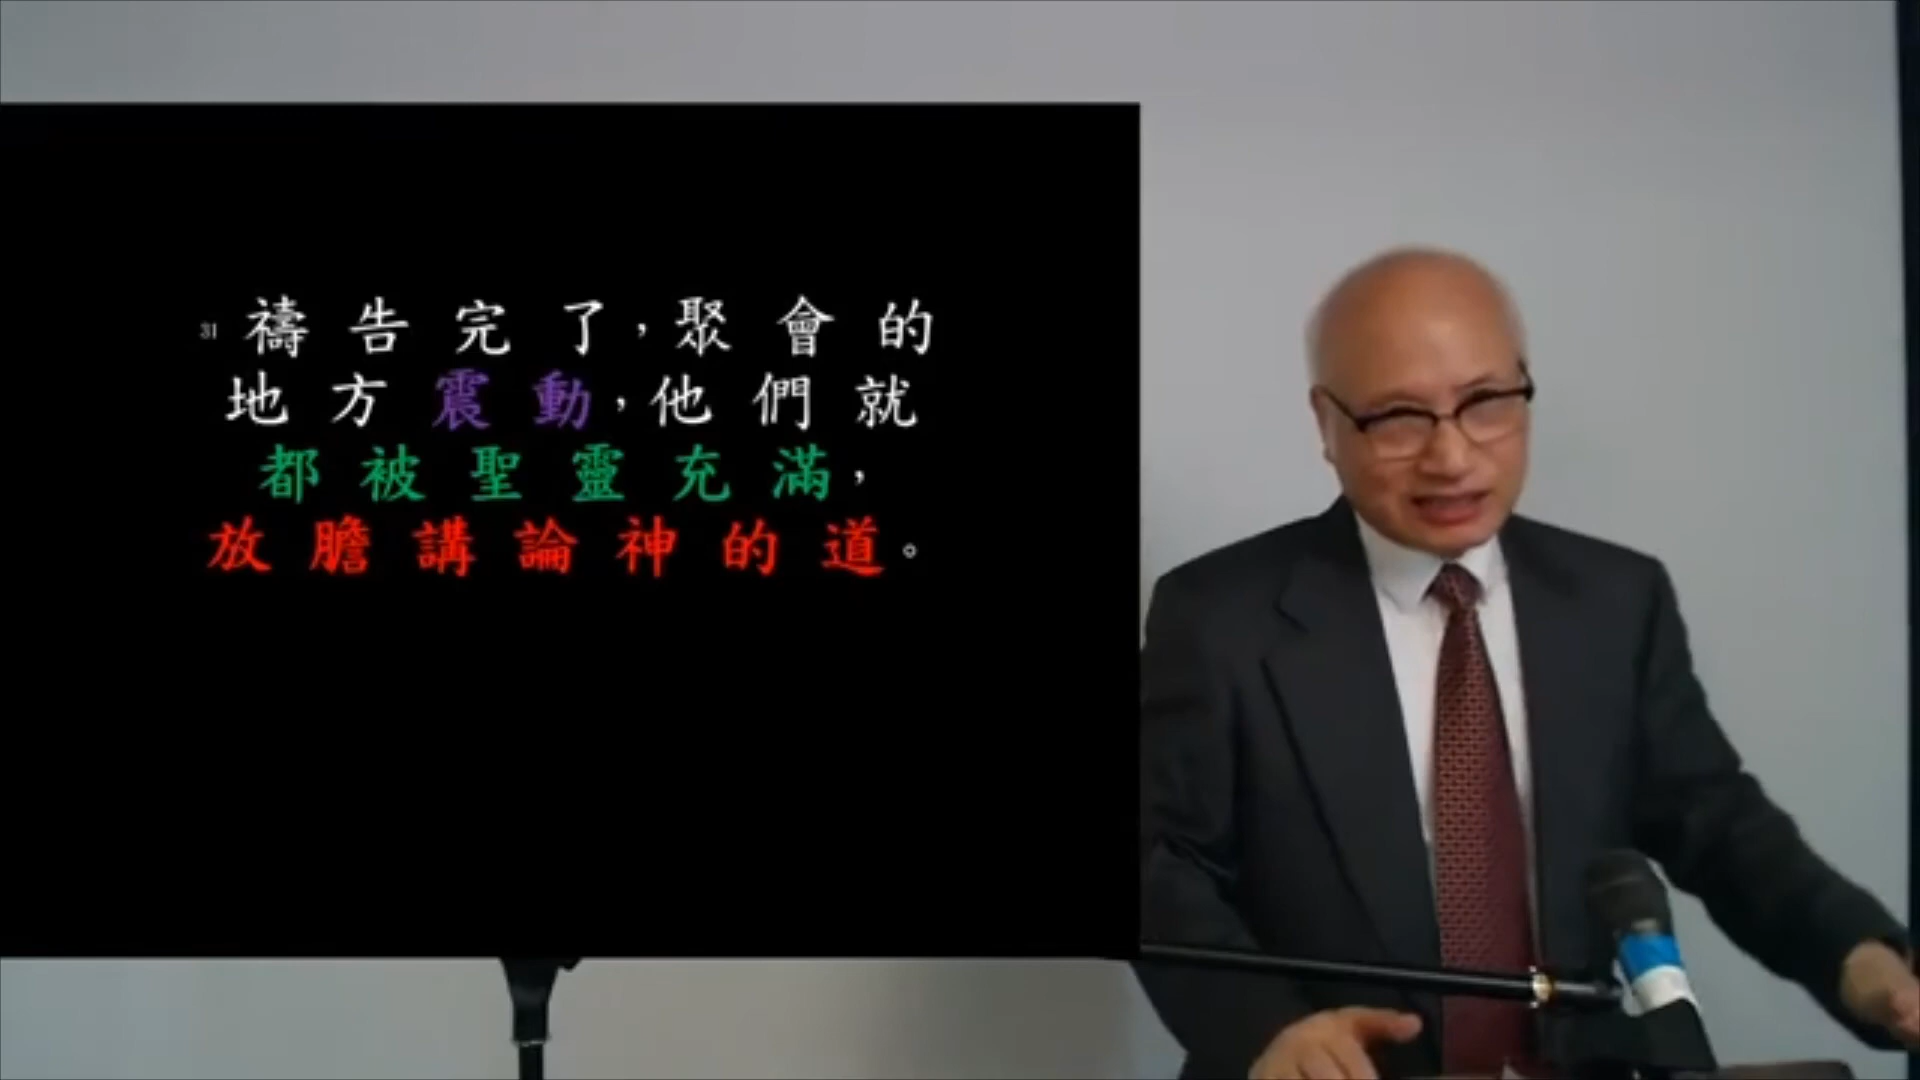 31 禱告完了，聚會的
地方震動，他們就
都被聖靈充滿，
放膽講論神的道。